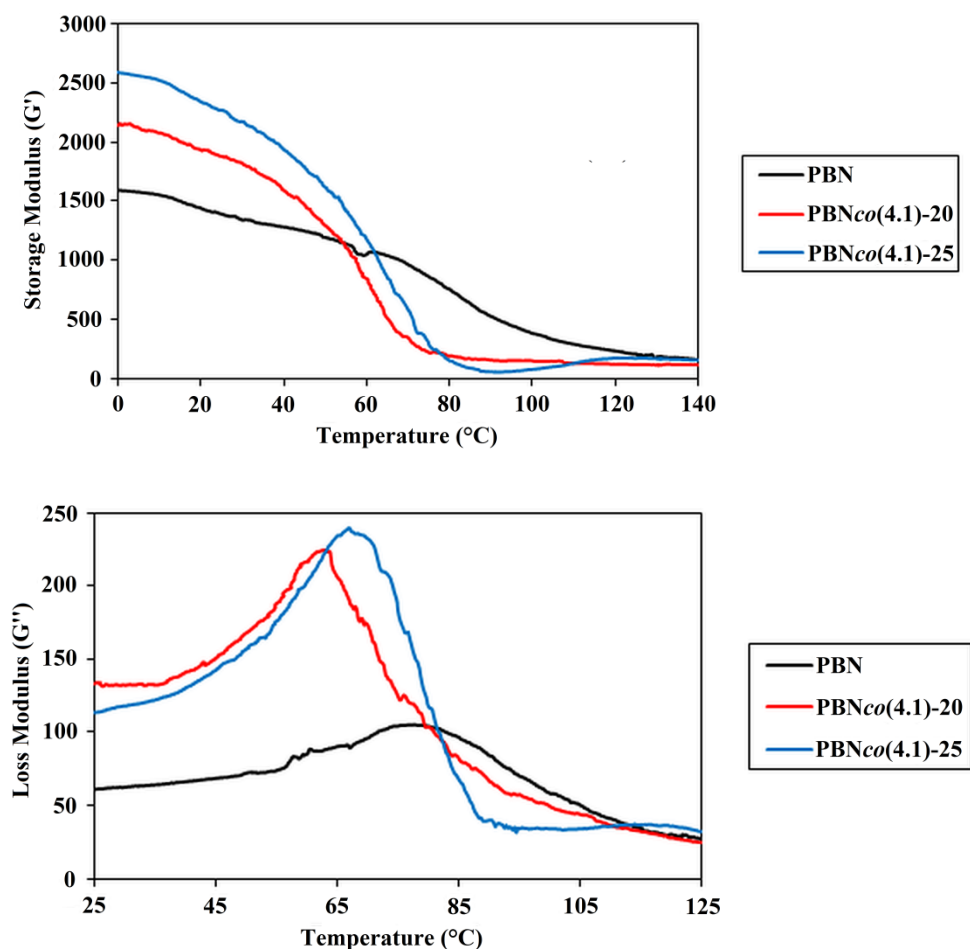 3000
2500
2000
1500
1000
500
0
Storage Modulus (G')
0 20 40 60 80 100 120 140
Temperature (°C)
PBN
PBNco(4.1)-20
PBNco(4.1)-25
250
200
150
100
50
0
Loss Modulus (G'')
25 45 65 85 105 125
Temperature (°C)
PBN
PBNco(4.1)-20
PBNco(4.1)-25